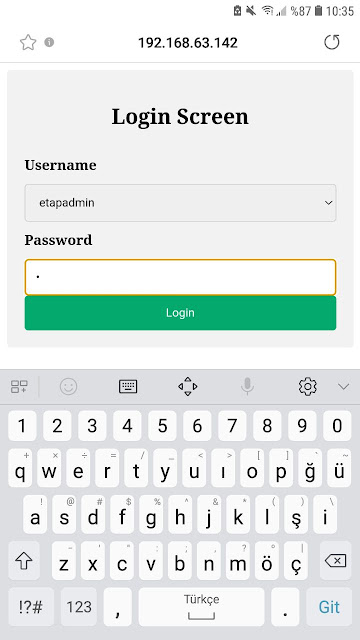 %87 10:35
192.168.63.142
Login Screen
Username
etapadmin
Password
Login
1 2 3 4 5 6 7 8 9 0
+ × ÷ = / _ < > [ ] ~
q w e r t y u ı o p ğ ü
! @ # $ % ^ & * ( )
a s d f g h j k l ş i
- ' " : ; , ?
z x c v b n m ö ç
!?# 123 , Türkçe . Git